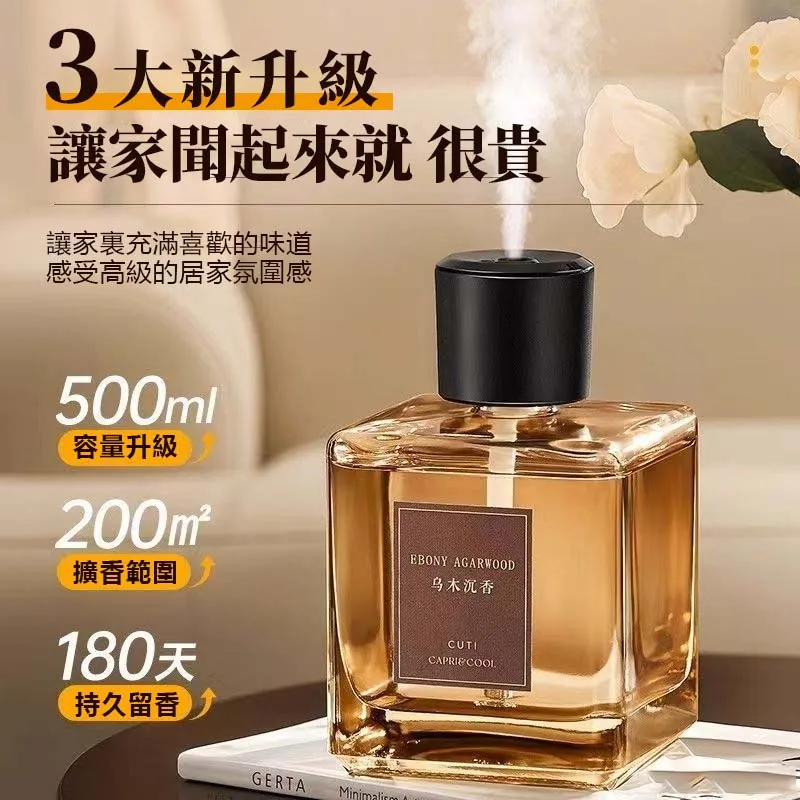 3大新升級
讓家聞起來就 很貴
讓家裏充滿喜歡的味道
感受高級的居家氛圍感
500ml
容量升級
200㎡
擴香範圍
180天
持久留香
EBONY AGARWOOD
乌木沉香
CUTI
CAPRI&COOL
GERTA
Minimalism